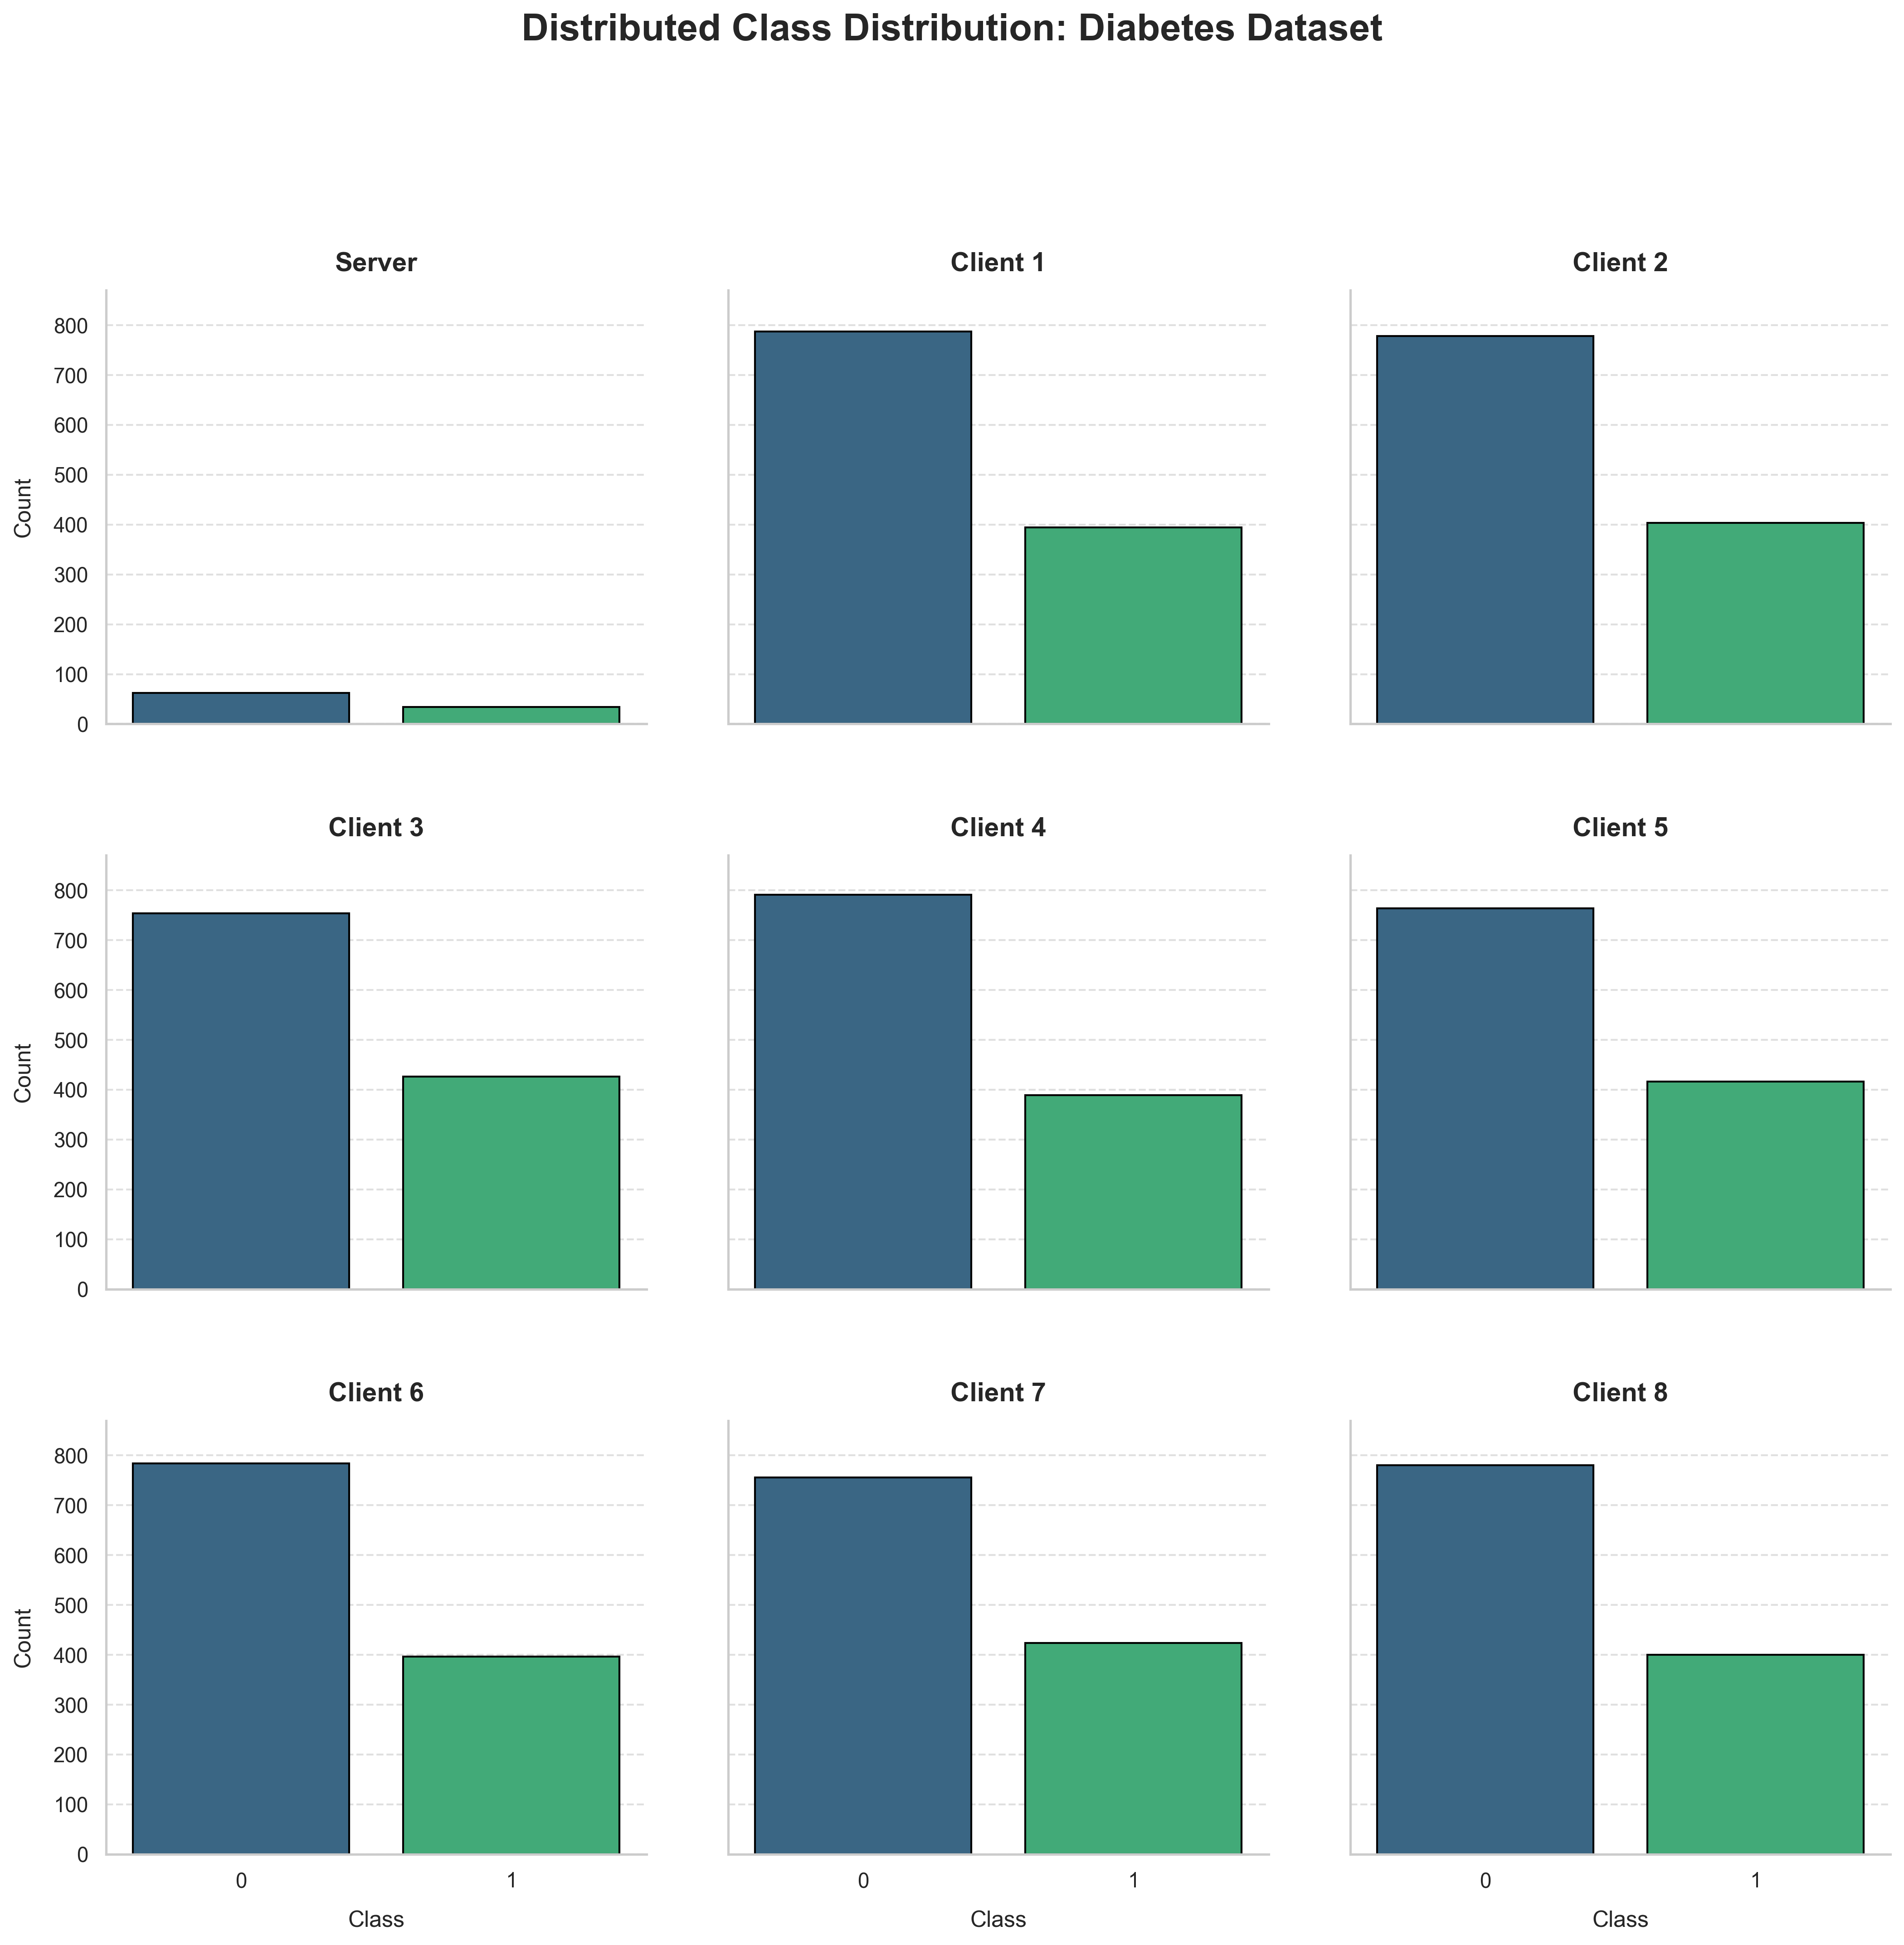 Distributed Class Distribution: Diabetes Dataset
Server
Client 1
Client 2
800
700
600
500
400
300
200
100
0
Count
Client 3
Client 4
Client 5
800
700
600
500
400
300
200
100
0
Count
Client 6
Client 7
Client 8
800
700
600
500
400
300
200
100
0
Count
0 1
0 1
0 1
Class
Class
Class